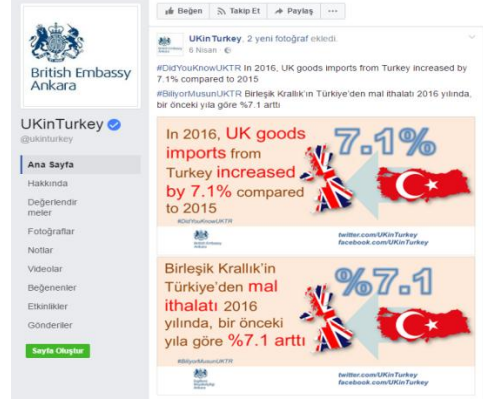 British Embassy
Ankara
UKinTurkey
@ukinturkey
Ana Sayfa
Hakkında
Değerlendir
meler
Fotoğraflar
Notlar
Videolar
Beğenenler
Etkinlikler
Gönderiler
Sayfa Oluştur
Beğen Takip Et Paylaş ...
UKinTurkey, 2 yeni fotoğraf ekledi.
6 Nisan ·
#DidYouKnowUKTR In 2016, UK goods imports from Turkey increased by
7.1% compared to 2015
#BiliyorMusunUKTR Birleşik Krallık'ın Türkiye'den mal ithalatı 2016 yılında,
bir önceki yıla göre %7.1 arttı
In 2016, UK goods
imports from
Turkey increased
by 7.1% compared
to 2015
#DidYouKnowUKTR
7.1%
twitter.com/UKinTurkey
facebook.com/UKinTurkey
Birleşik Krallık'in
Türkiye'den mal
ithalatı 2016
yılında, bir önceki
yıla göre %7.1 arttı
#BiliyorMusunUKTR
%7.1
twitter.com/UKinTurkey
facebook.com/UKinTurkey